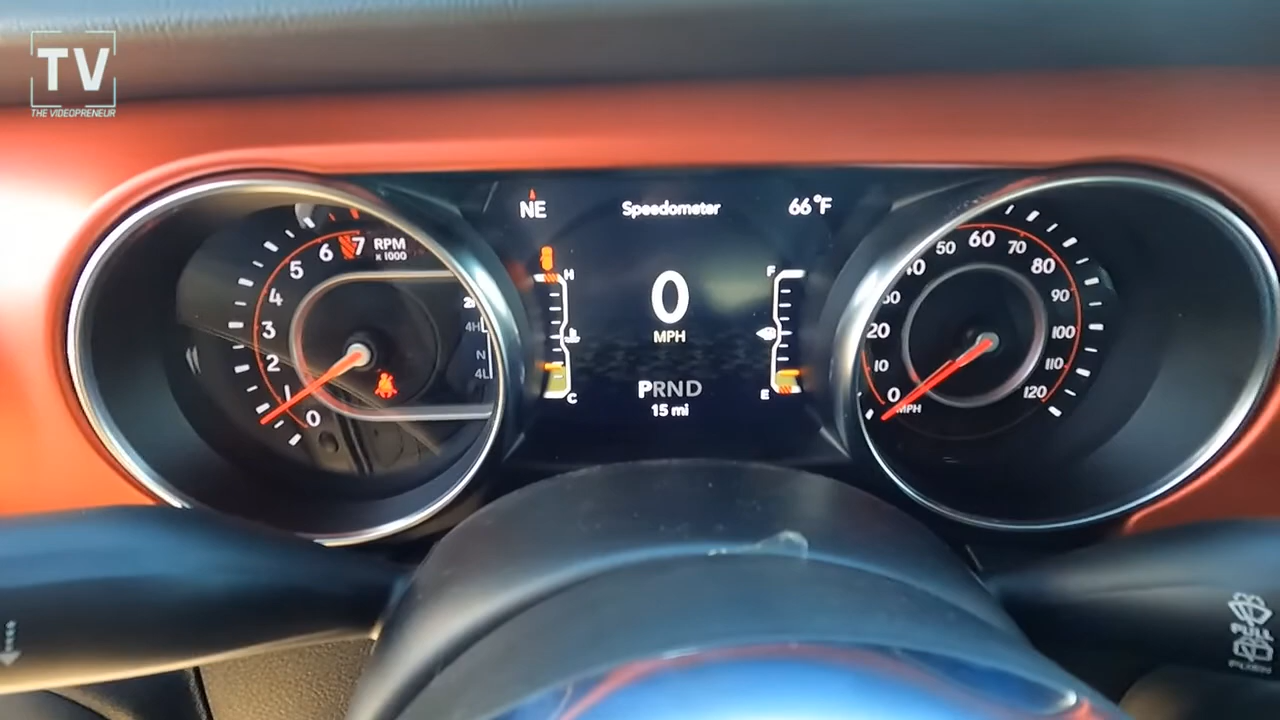 TV
THE VIDEOPRENEUR
NE
Speedometer
66°F
0
MPH
PRND
15 mi
H
C
F
E
7
RPM
x 1000
6
5
4
3
2
1
0
4H
N
4L
0
10
20
30
40
50
60
70
80
90
100
110
120
MPH